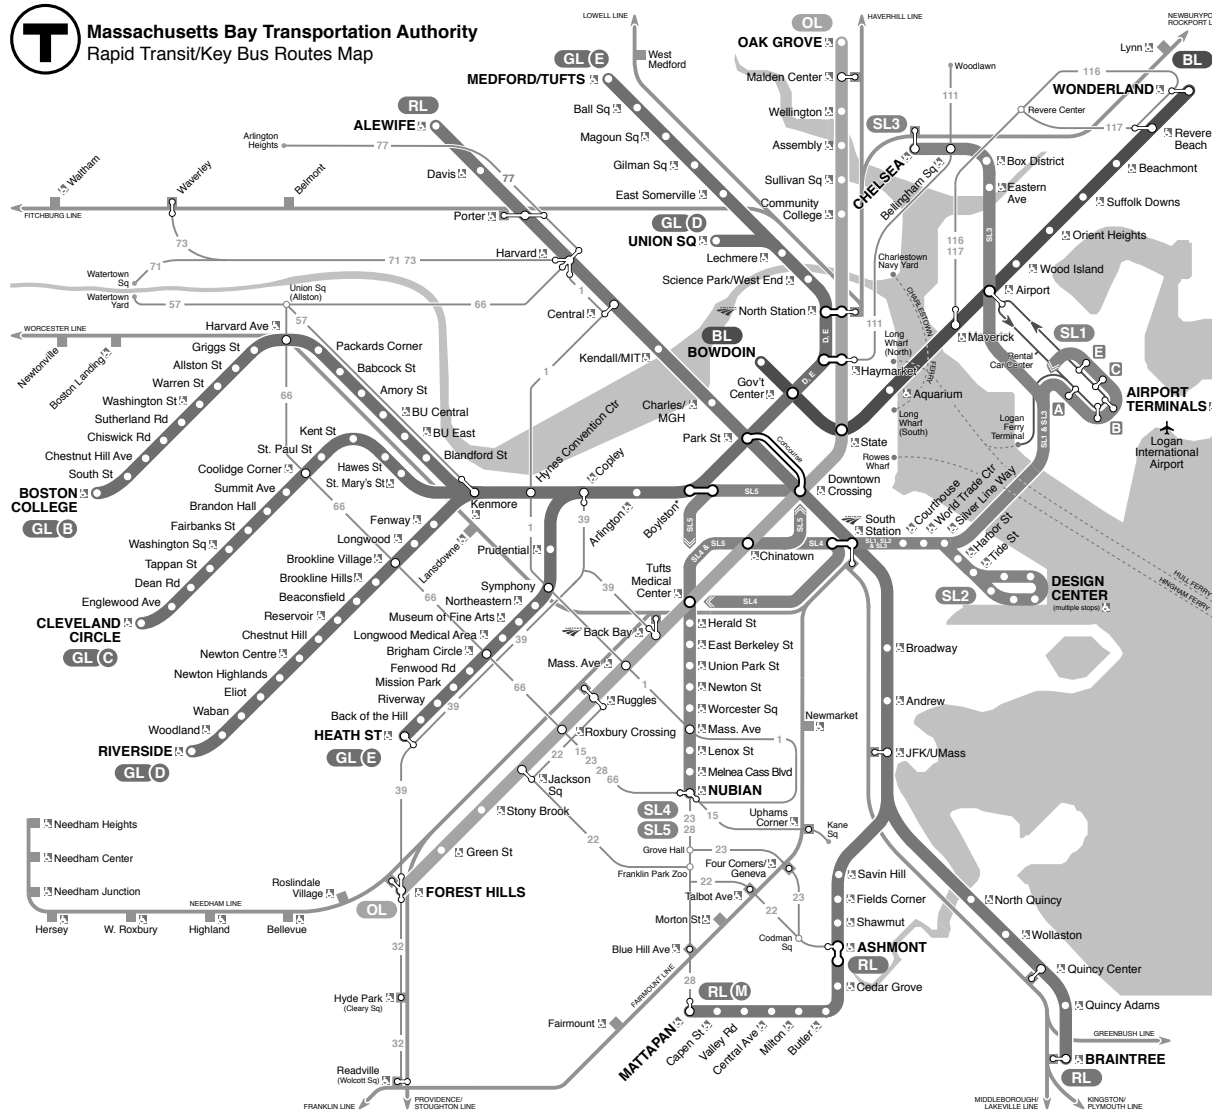 T
Massachusetts Bay Transportation Authority
Rapid Transit/Key Bus Routes Map
LOWELL LINE
West
Medford
GL E
MEDFORD/TUFTS
Ball Sq
Magoun Sq
Gilman Sq
East Somerville
GL D
UNION SQ
Lechmere
Science Park/West End
North Station
OL
OAK GROVE
HAVERHILL LINE
Malden Center
Wellington
Assembly
Sullivan Sq
Community
College
NEWBURYPO
ROCKPORT L
Lynn
BL
WONDERLAND
Woodlawn
111
116
Revere Center
117
Revere
Beach
Beachmont
Suffolk Downs
Orient Heights
Wood Island
Airport
Maverick
SL3
CHELSEA
Bellingham Sq
Box District
Eastern
Ave
SL3
116
117
111
Charlestown
Navy Yard
CHARLESTOWN
FERRY
Long
Wharf
(North)
Long
Wharf
(South)
Rowes
Wharf
Aquarium
SL1
Rental
Car Center
E
C
A
B
AIRPORT
TERMINALS
Logan
International
Airport
Logan
Ferry
Terminal
SL1 & SL3
RL
ALEWIFE
Davis
Porter
Harvard
Central
Kendall/MIT
Charles/
MGH
Park St
Arlington
Heights
77
77
Waltham
Waverley
Belmont
FITCHBURG LINE
73
71
71 73
Watertown
Sq
Watertown
Yard
57
66
Union Sq
(Allston)
57
1
1
WORCESTER LINE
Newtonville
Boston Landing
Harvard Ave
Griggs St
Allston St
Warren St
Washington St
Sutherland Rd
Chiswick Rd
Chestnut Hill Ave
South St
BOSTON
COLLEGE
GL B
Packards Corner
Babcock St
Amory St
BU Central
BU East
Blandford St
Kenmore
66
Kent St
St. Paul St
Coolidge Corner
Summit Ave
Brandon Hall
Fairbanks St
Washington Sq
Tappan St
Dean Rd
Englewood Ave
CLEVELAND
CIRCLE
GL C
Hawes St
St. Mary's St
66
Fenway
Longwood
Brookline Village
Brookline Hills
Beaconsfield
Reservoir
Chestnut Hill
Newton Centre
Newton Highlands
Eliot
Waban
Woodland
RIVERSIDE
GL D
Lansdowne
Hynes Convention Ctr
Copley
Arlington
Boylston*
39
1
BL
BOWDOIN
Gov't
Center
D, E
D, E
Haymarket
State
Concourse
Downtown
Crossing
SL5
SL5
SL5
SL4 & SL5
Chinatown
SL4
SL4
South
Station
SL1, SL2
& SL3
Courthouse
World Trade Ctr
Silver Line Way
Harbor St
Tide St
SL2
DESIGN
CENTER
(multiple stops)
HULL FERRY
HINGHAM FERRY
Prudential
Symphony
Northeastern
Museum of Fine Arts
Longwood Medical Area
Brigham Circle
Fenwood Rd
Mission Park
Riverway
Back of the Hill
HEATH ST
GL E
66
39
39
39
39
66
Tufts
Medical
Center
Back Bay
Mass. Ave
Ruggles
Roxbury Crossing
Jackson
Sq
Stony Brook
Green St
FOREST HILLS
OL
22
15
23
28
66
22
1
1
Herald St
East Berkeley St
Union Park St
Newton St
Worcester Sq
Mass. Ave
Lenox St
Melnea Cass Blvd
NUBIAN
SL4
SL5
23
28
15
Newmarket
Uphams
Corner
Kane
Sq
Grove Hall
23
Franklin Park Zoo
Four Corners/
Geneva
22
Talbot Ave
22
23
Morton St
Codman
Sq
Blue Hill Ave
28
FAIRMOUNT LINE
Fairmount
Broadway
Andrew
JFK/UMass
Savin Hill
Fields Corner
Shawmut
ASHMONT
RL
Cedar Grove
RL M
MATTAPAN
Capen St
Valley Rd
Central Ave
Milton
Butler
North Quincy
Wollaston
Quincy Center
Quincy Adams
GREENBUSH LINE
BRAINTREE
RL
MIDDLEBOROUGH/
LAKEVILLE LINE
KINGSTON/
PLYMOUTH LINE
Needham Heights
Needham Center
Needham Junction
Hersey
W. Roxbury
Highland
Bellevue
NEEDHAM LINE
Roslindale
Village
32
Hyde Park
(Cleary Sq)
32
Readville
(Wolcott Sq)
FRANKLIN LINE
PROVIDENCE/
STOUGHTON LINE